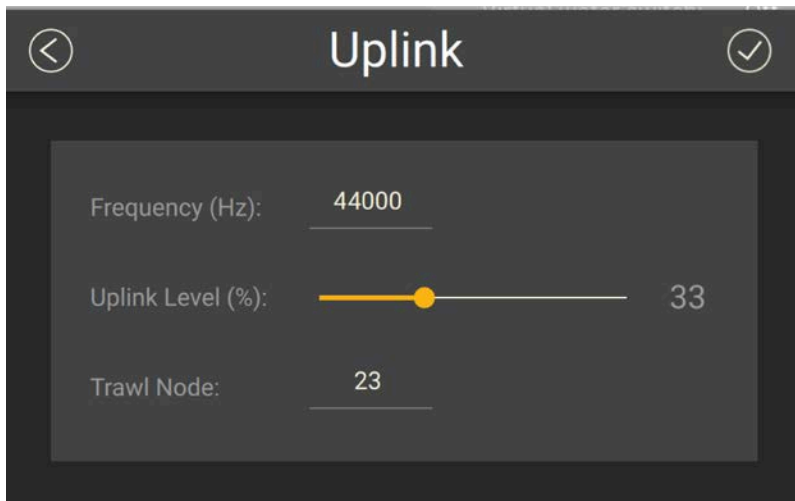 Uplink
Frequency (Hz): 44000
Uplink Level (%): 33
Trawl Node: 23